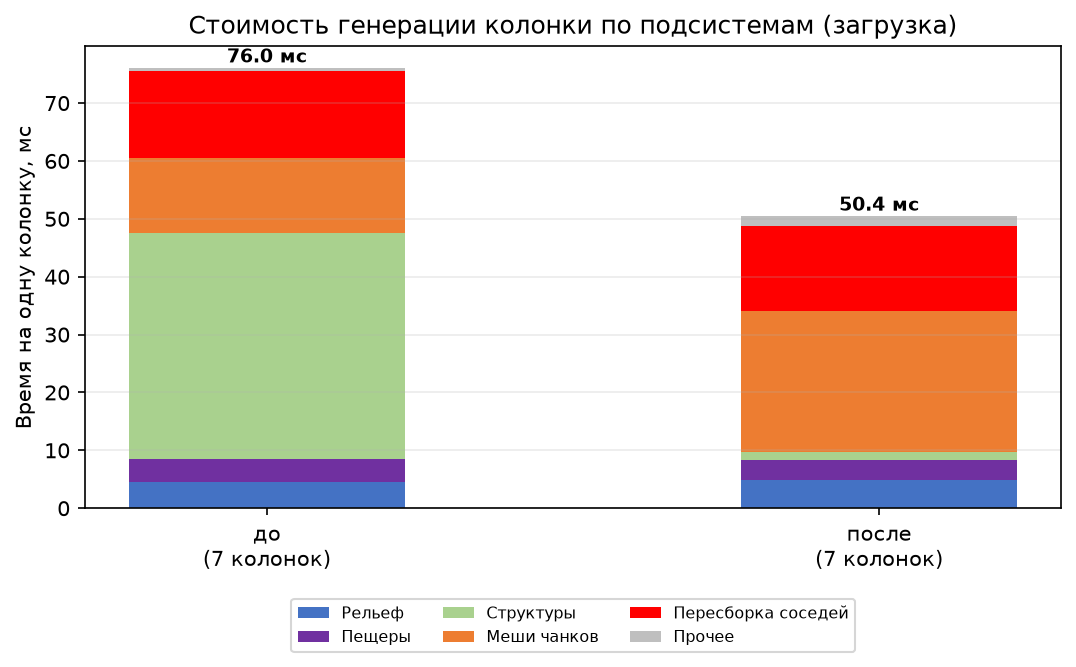 Стоимость генерации колонки по подсистемам (загрузка)
Время на одну колонку, мс
70
60
50
40
30
20
10
0
76.0 мс
50.4 мс
до
(7 колонок)
после
(7 колонок)
Рельеф
Пещеры
Структуры
Меши чанков
Пересборка соседей
Прочее